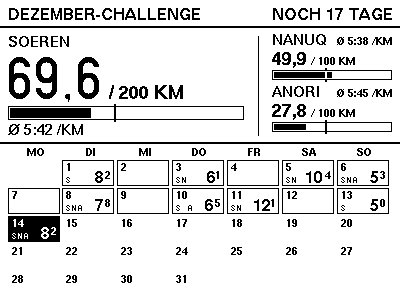 DEZEMBER-CHALLENGE NOCH 17 TAGE
SOEREN
69,6 / 200 KM
Ø 5:42 /KM
NANUQ Ø 5:38 /KM
49,9 / 100 KM
ANORI Ø 5:45 /KM
27,8 / 100 KM
MO DI MI DO FR SA SO
1 2 3 4 5 6
S 8² SN 6¹ SN 10⁴ SNA 5³
7 8 9 10 11 12 13
SNA 7⁸ S A 6⁵ SN 12¹ S 5⁰
14 15 16 17 18 19 20
SNA 8²
21 22 23 24 25 26 27
28 29 30 31